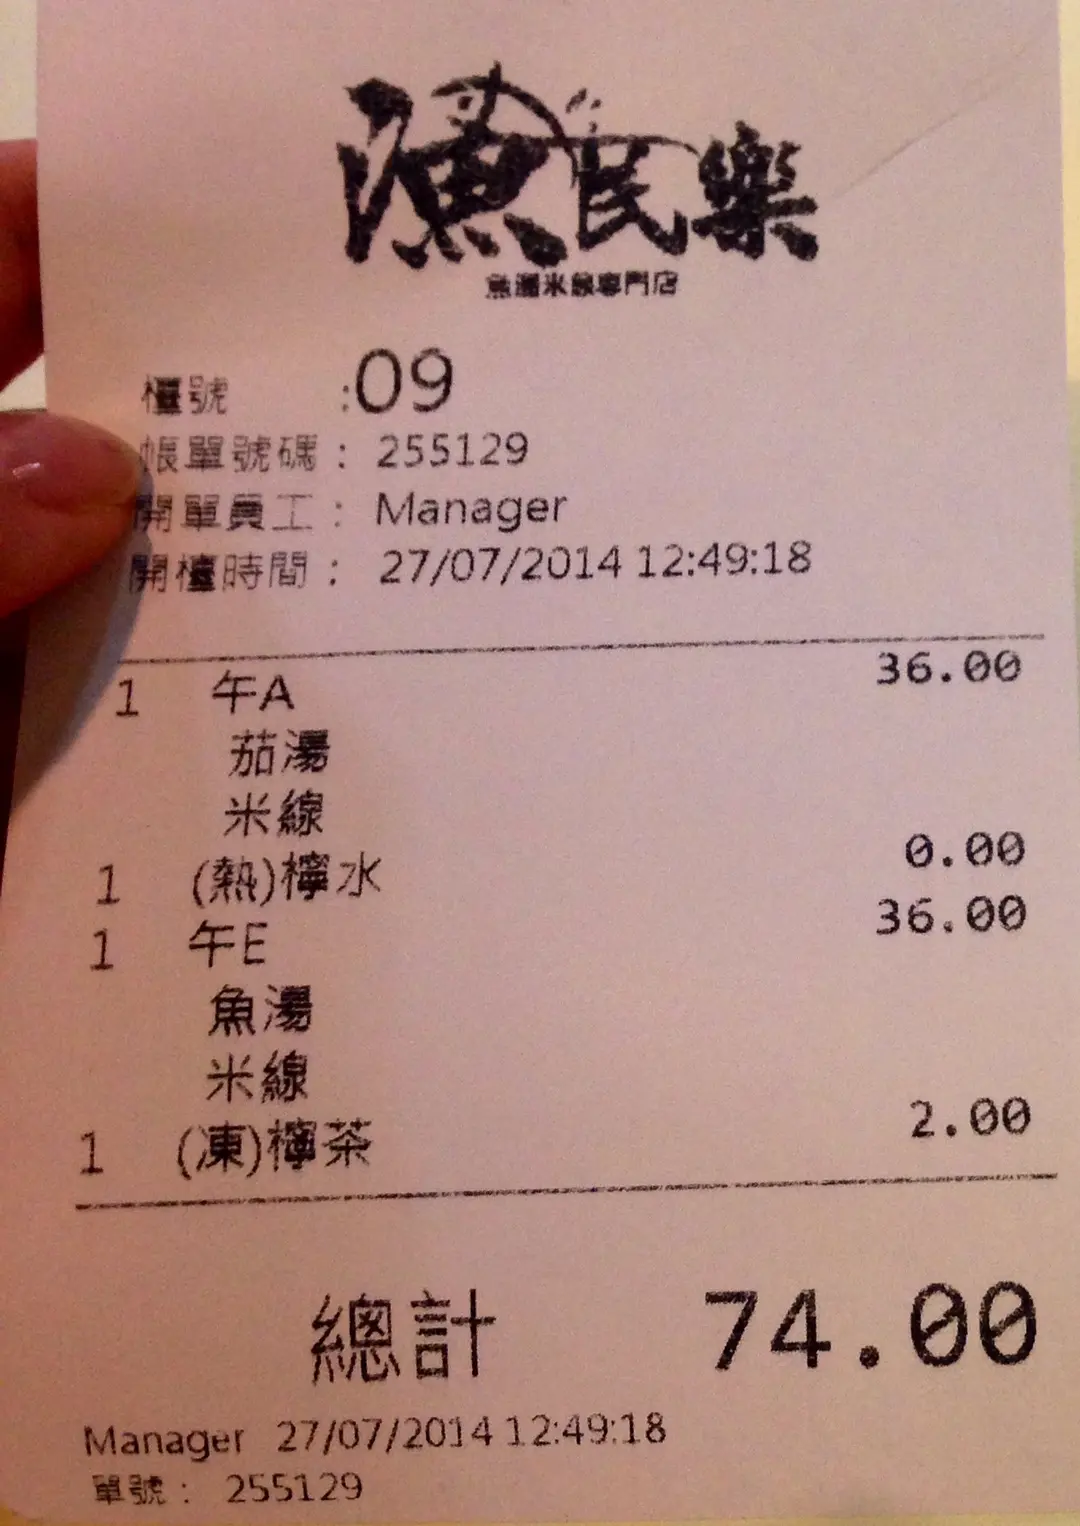 漁民樂
魚湯米線專門店
檯號 :09
帳單號碼： 255129
開單員工： Manager
開檯時間： 27/07/2014 12:49:18
1 午A 36.00
茄湯
米線
1 (熱)檸水 0.00
1 午E 36.00
魚湯
米線
1 (凍)檸茶 2.00
總計 74.00
Manager 27/07/2014 12:49:18
單號： 255129